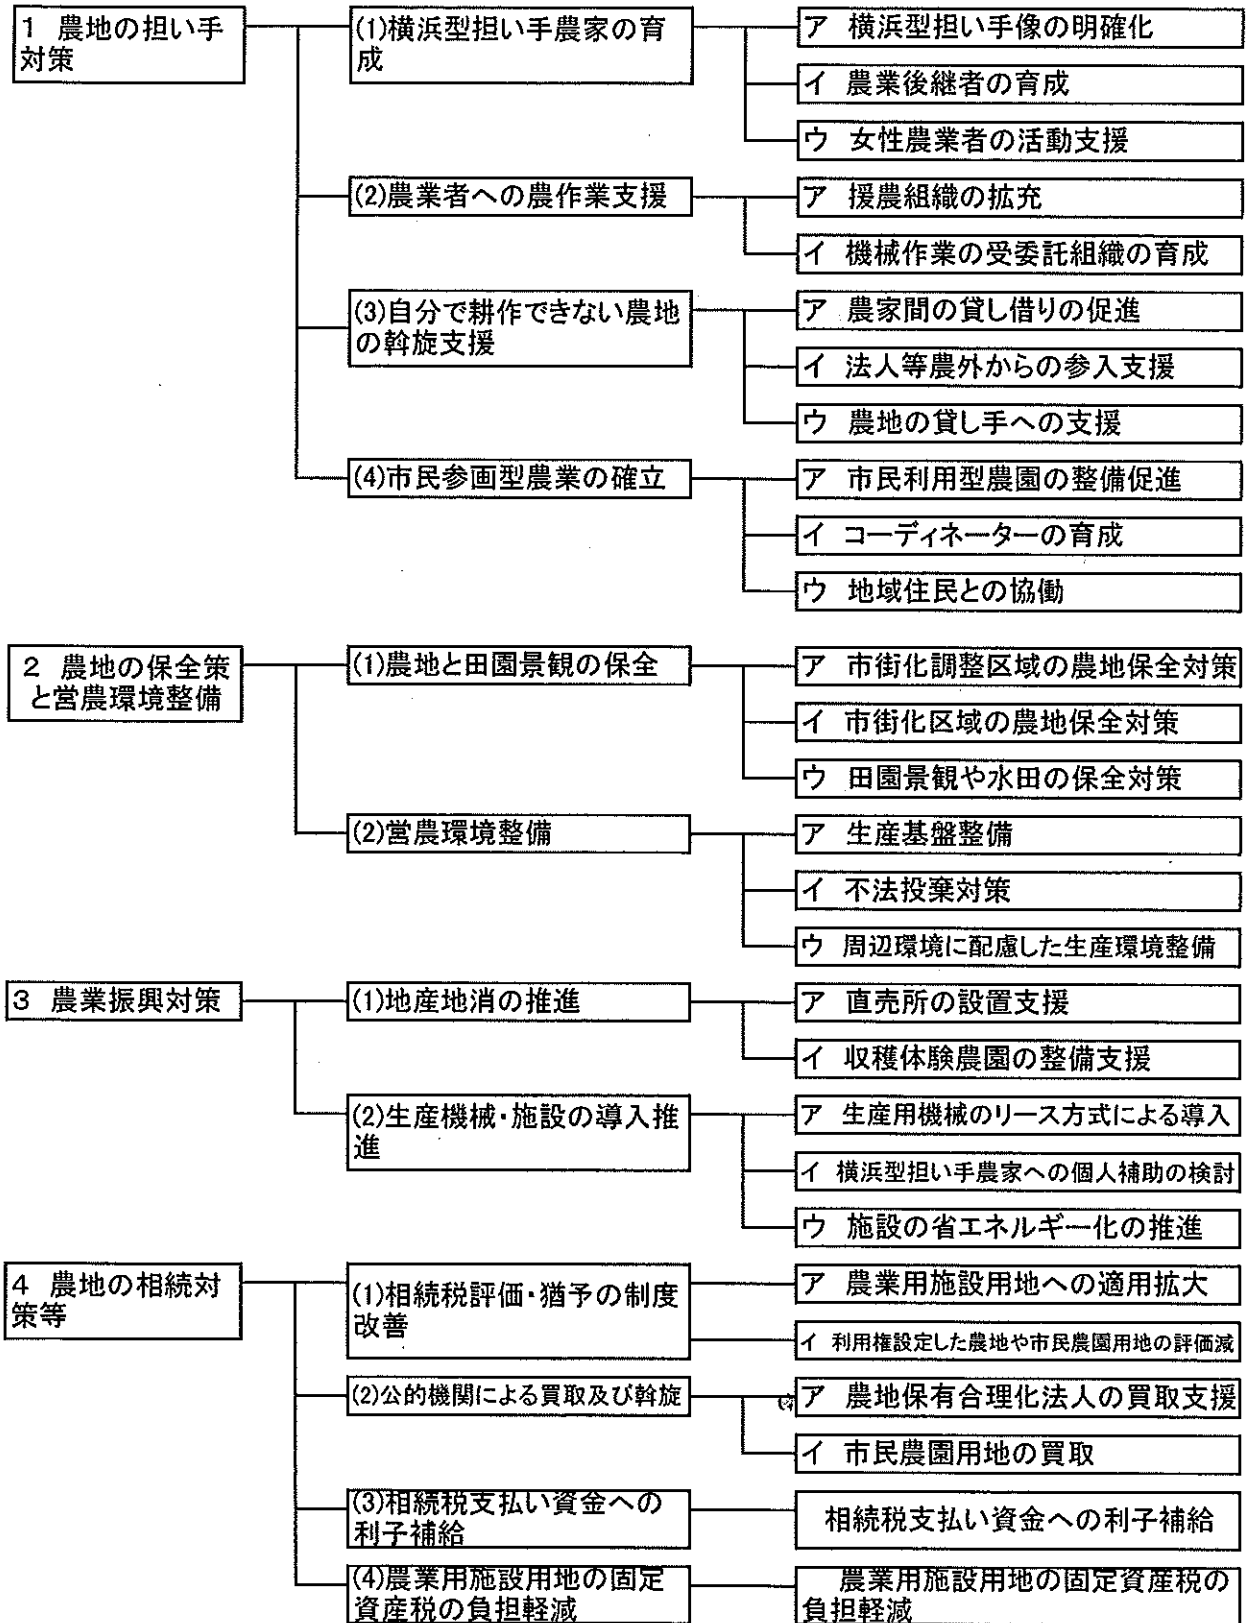 1 農地の担い手
対策
(1)横浜型担い手農家の育
成
ア 横浜型担い手像の明確化
イ 農業後継者の育成
ウ 女性農業者の活動支援
(2)農業者への農作業支援
ア 援農組織の拡充
イ 機械作業の受委託組織の育成
(3)自分で耕作できない農地
の斡旋支援
ア 農家間の貸し借りの促進
イ 法人等農外からの参入支援
ウ 農地の貸し手への支援
(4)市民参画型農業の確立
ア 市民利用型農園の整備促進
イ コーディネーターの育成
ウ 地域住民との協働
2 農地の保全策
と営農環境整備
(1)農地と田園景観の保全
ア 市街化調整区域の農地保全対策
イ 市街化区域の農地保全対策
ウ 田園景観や水田の保全対策
(2)営農環境整備
ア 生産基盤整備
イ 不法投棄対策
ウ 周辺環境に配慮した生産環境整備
3 農業振興対策
(1)地産地消の推進
ア 直売所の設置支援
イ 収穫体験農園の整備支援
(2)生産機械・施設の導入推
進
ア 生産用機械のリース方式による導入
イ 横浜型担い手農家への個人補助の検討
ウ 施設の省エネルギー化の推進
4 農地の相続対
策等
(1)相続税評価・猶予の制度
改善
ア 農業用施設用地への適用拡大
イ 利用権設定した農地や市民農園用地の評価減
(2)公的機関による買取及び斡旋
ア 農地保有合理化法人の買取支援
イ 市民農園用地の買取
(3)相続税支払い資金への
利子補給
相続税支払い資金への利子補給
(4)農業用施設用地の固定
資産税の負担軽減
農業用施設用地の固定資産税の
負担軽減